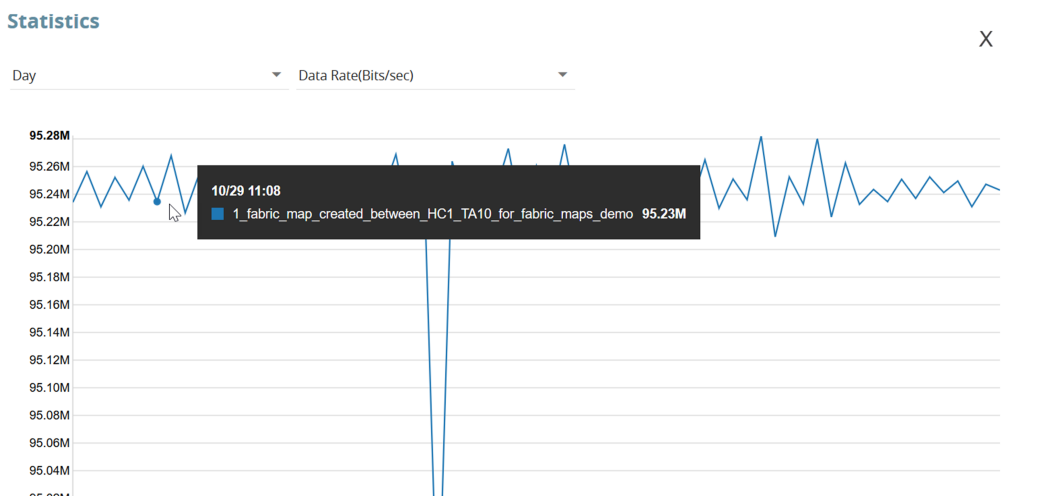 Statistics
X
Day
Data Rate(Bits/sec)
95.28M
95.26M
10/29 11:08
95.24M
1_fabric_map_created_between_HC1_TA10_for_fabric_maps_demo 95.23M
95.22M
95.20M
95.18M
95.16M
95.14M
95.12M
95.10M
95.08M
95.06M
95.04M